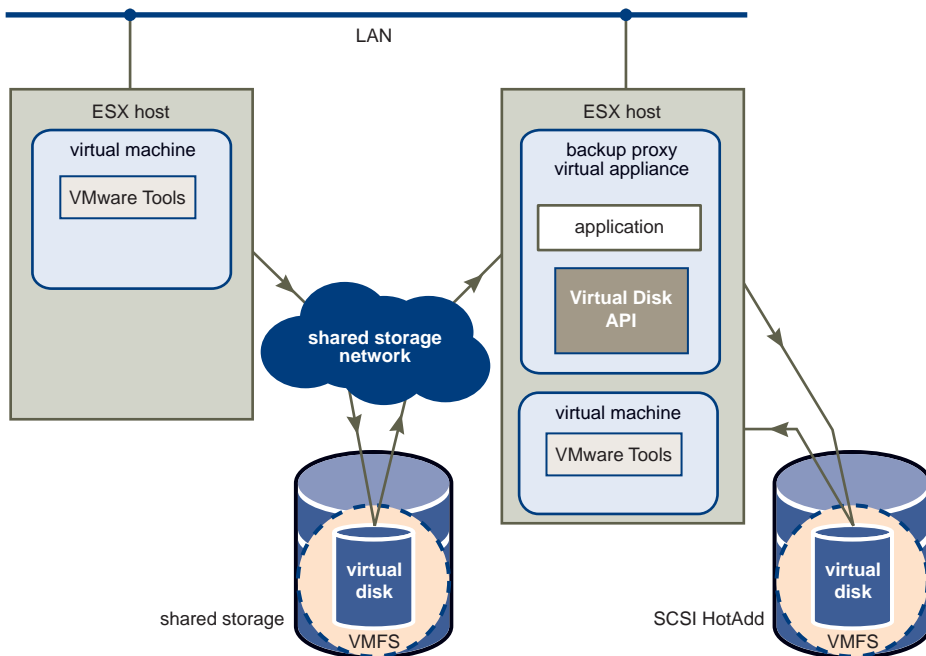 LAN
ESX host
virtual machine
VMware Tools
ESX host
backup proxy
virtual appliance
application
Virtual Disk
API
shared storage
network
virtual machine
VMware Tools
virtual
disk
VMFS
shared storage
virtual
disk
VMFS
SCSI HotAdd